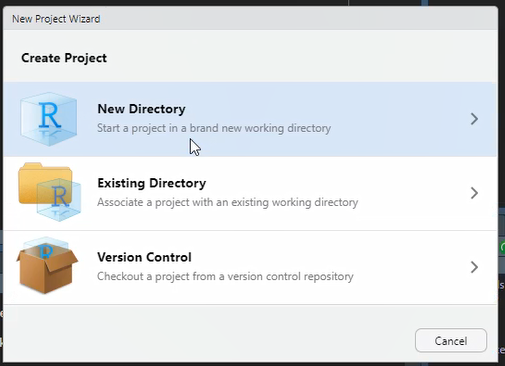 New Project Wizard
Create Project
New Directory
Start a project in a brand new working directory
Existing Directory
Associate a project with an existing working directory
Version Control
Checkout a project from a version control repository
Cancel